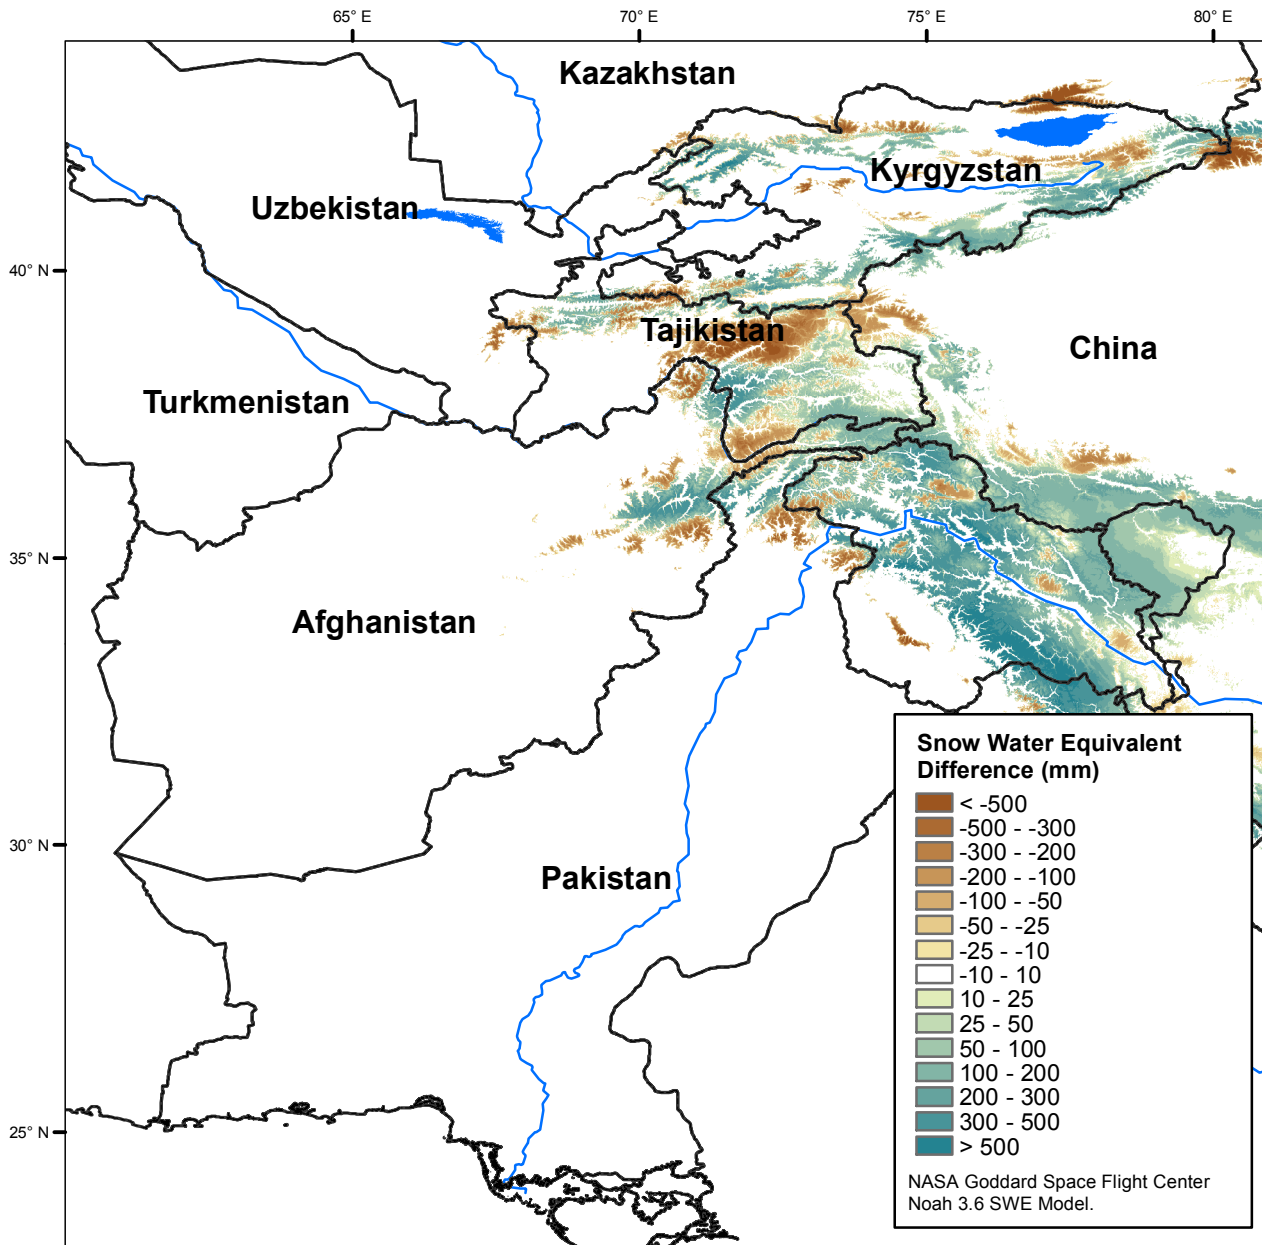 65° E
70° E
75° E
80° E
Kazakhstan
Kyrgyzstan
Uzbekistan
40° N
Tajikistan
China
Turkmenistan
35° N
Afghanistan
Snow Water Equivalent
Difference (mm)
< -500
-500 - -300
-300 - -200
-200 - -100
-100 - -50
-50 - -25
-25 - -10
-10 - 10
10 - 25
25 - 50
50 - 100
100 - 200
200 - 300
300 - 500
> 500
NASA Goddard Space Flight Center
Noah 3.6 SWE Model.
30° N
Pakistan
25° N